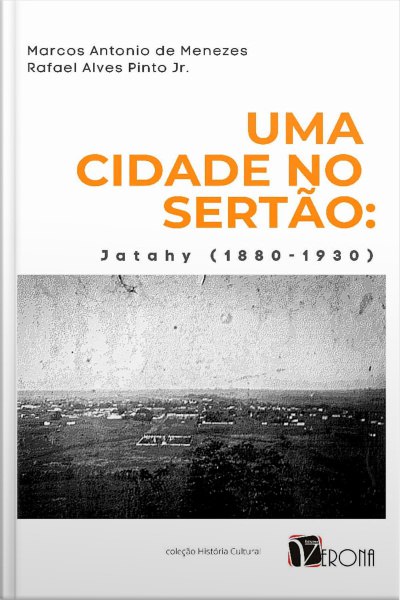 Marcos Antonio de Menezes
Rafael Alves Pinto Jr.
UMA
CIDADE NO
SERTÃO:
Jatahy (1880-1930)
coleção História Cultural
VERONA